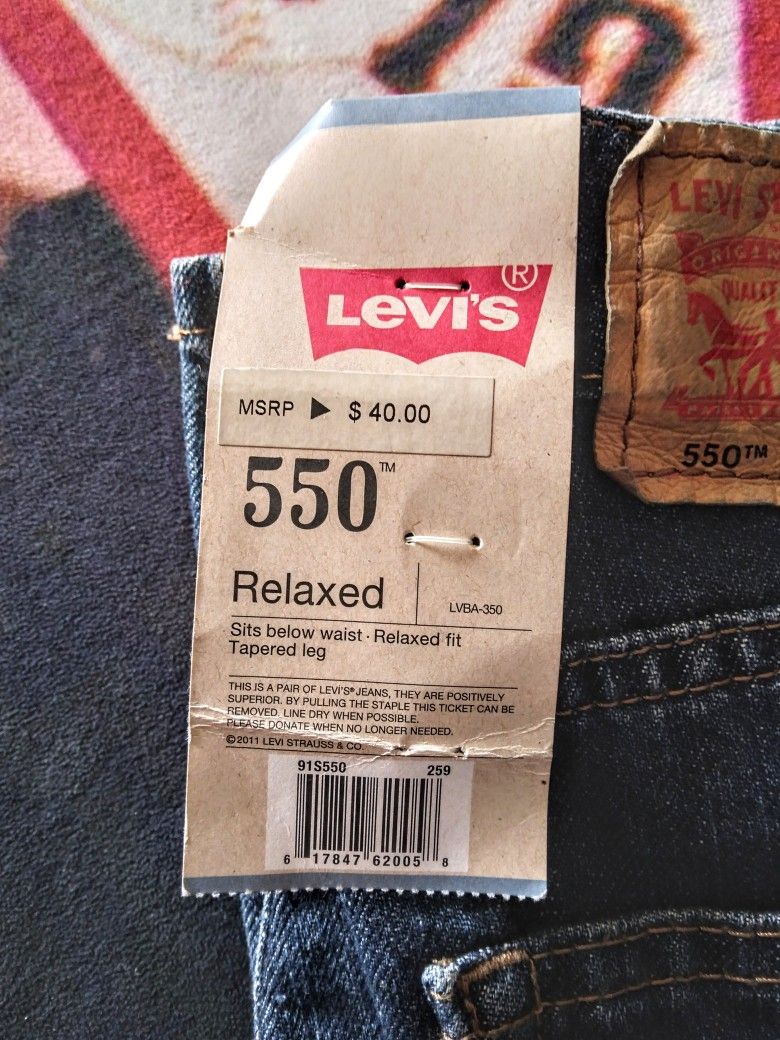 LEVI'S®
MSRP ▶ $ 40.00
550™
Relaxed
LVBA-350
Sits below waist · Relaxed fit
Tapered leg
THIS IS A PAIR OF LEVI'S® JEANS, THEY ARE POSITIVELY
SUPERIOR. BY PULLING THE STAPLE THIS TICKET CAN BE
REMOVED. LINE DRY WHEN POSSIBLE.
PLEASE DONATE WHEN NO LONGER NEEDED.
©2011 LEVI STRAUSS & CO.
91S550 259
6 17847 62005 8
LEVI
550™